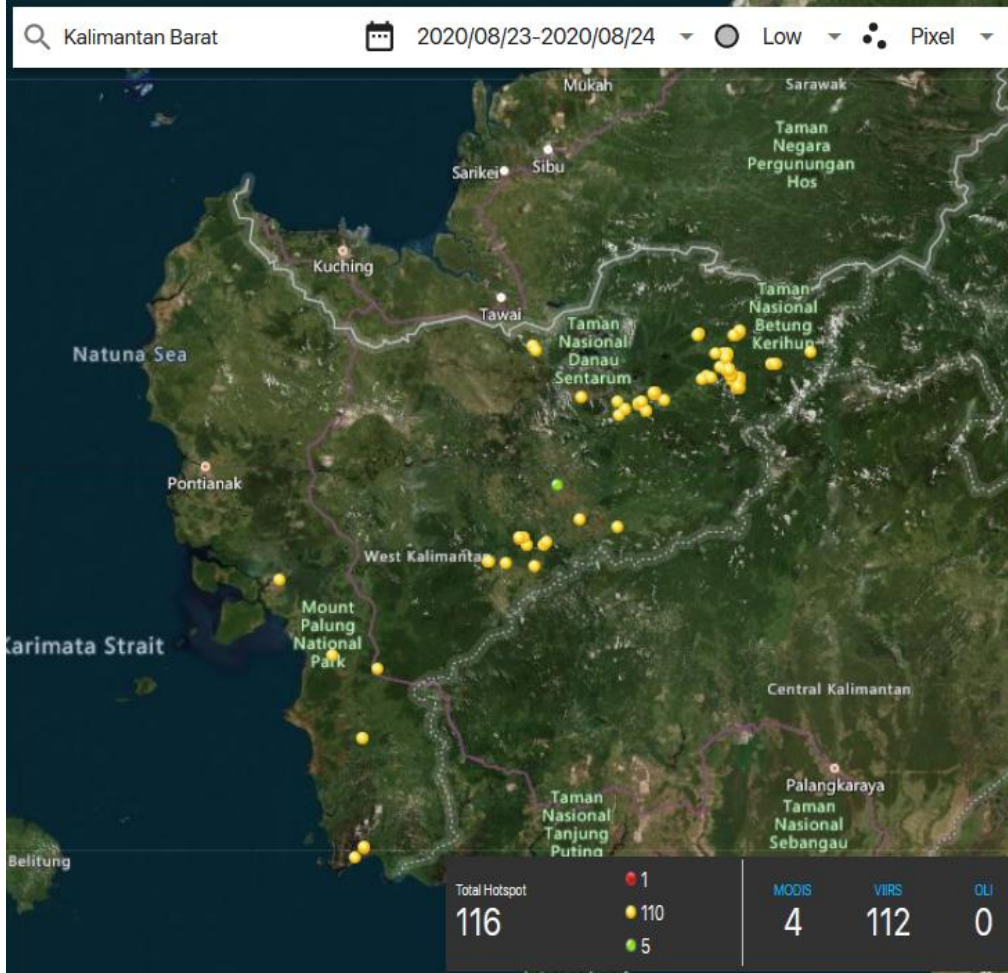 Kalimantan Barat
2020/08/23-2020/08/24
Low
Pixel
Mukah
Sarawak
Taman
Negara
Pergunungan
Hos
Sarikei
Sibu
Kuching
Tawai
Taman
Nasional
Betung
Kerihun
Taman
Nasional
Danau
Sentarum
Natuna Sea
Pontianak
West Kalimantan
Mount
Palung
National
Park
Karimata Strait
Central Kalimantan
Palangkaraya
Taman
Nasional
Sebangau
Taman
Nasional
Tanjung
Puting
Belitung
Total Hotspot
116
1
110
5
MODIS
4
VIIRS
112
OLI
0